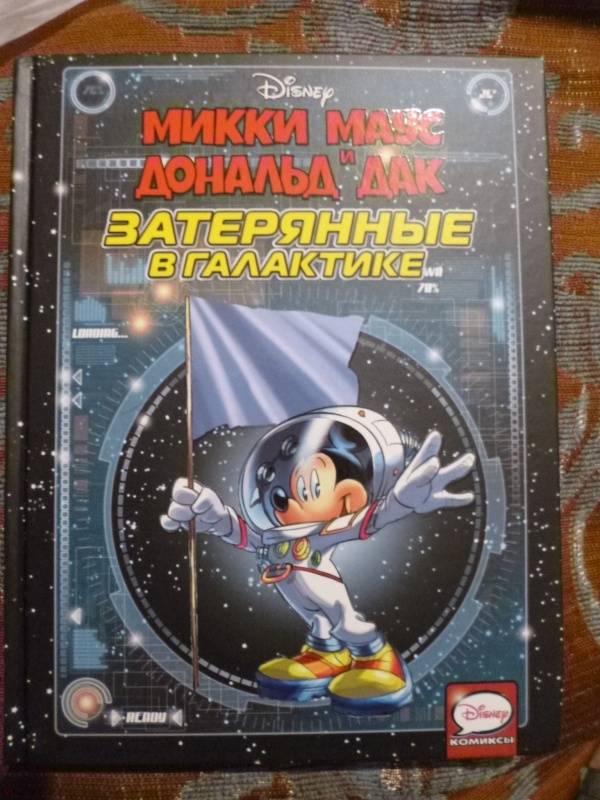 Disney
МИККИ МАУС
И
ДОНАЛЬД ДАК
ЗАТЕРЯННЫЕ
В ГАЛАКТИКЕ
70%
LOADING...
READY
Disney
КОМИКСЫ